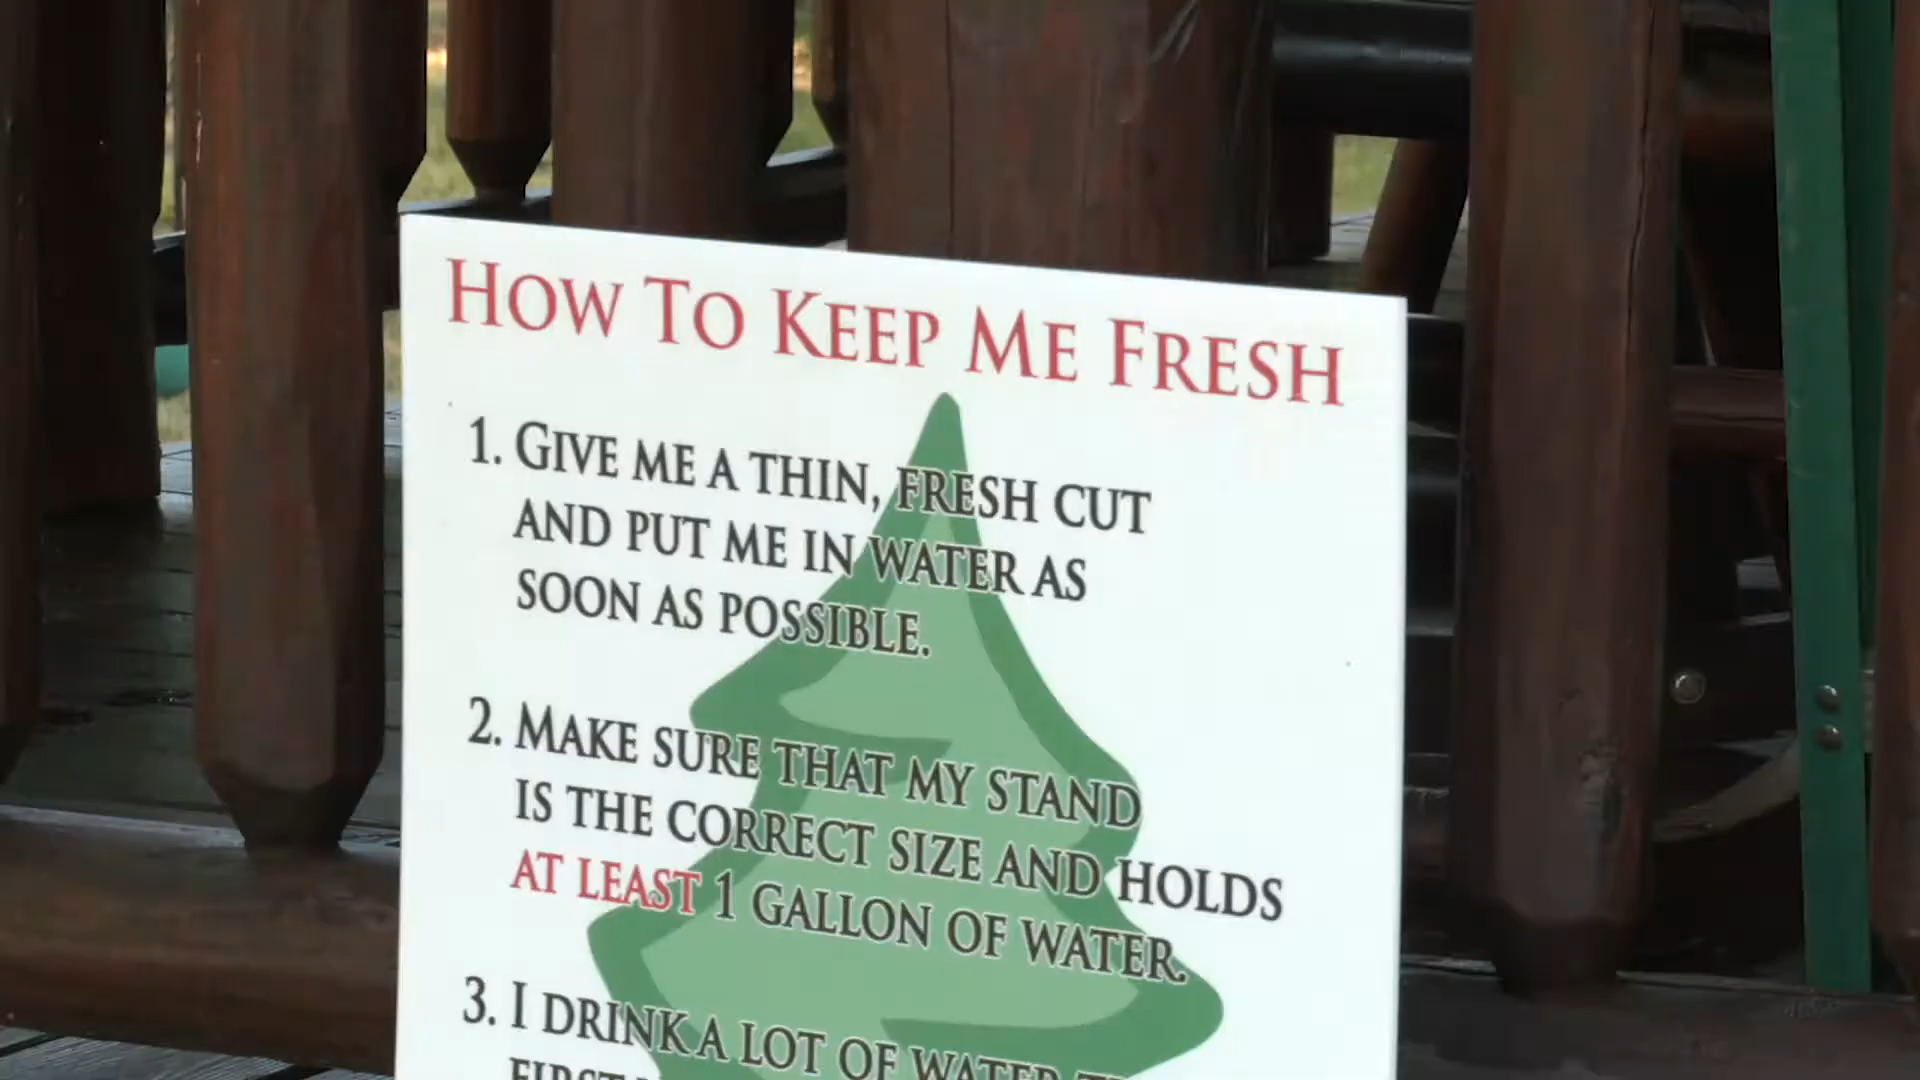 HOW TO KEEP ME FRESH
1. GIVE ME A THIN, FRESH CUT
AND PUT ME IN WATER AS
SOON AS POSSIBLE.
2. MAKE SURE THAT MY STAND
IS THE CORRECT SIZE AND HOLDS
AT LEAST 1 GALLON OF WATER.
3. I DRINK A LOT OF WATER
FIRST